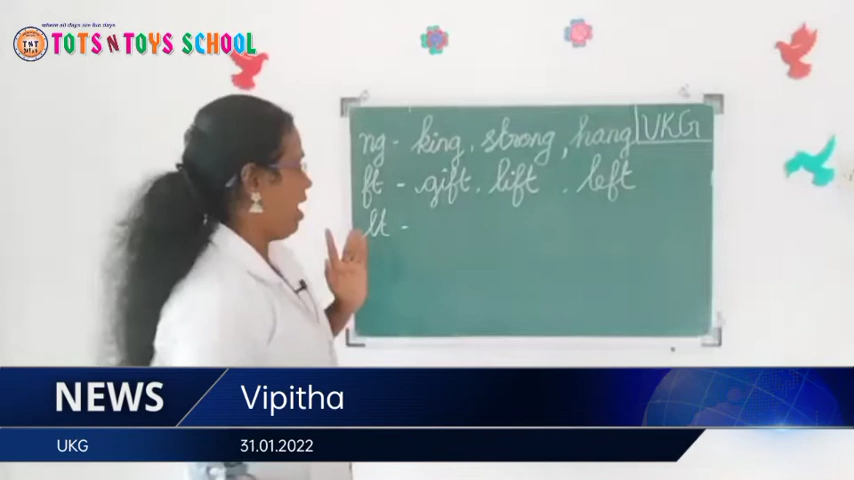 where all days are fun days
TNT
TOTS N TOYS SCHOOL
UKG
ng - king, strong, hang
ft - gift. lift . left
lt -
NEWS Vipitha
UKG 31.01.2022